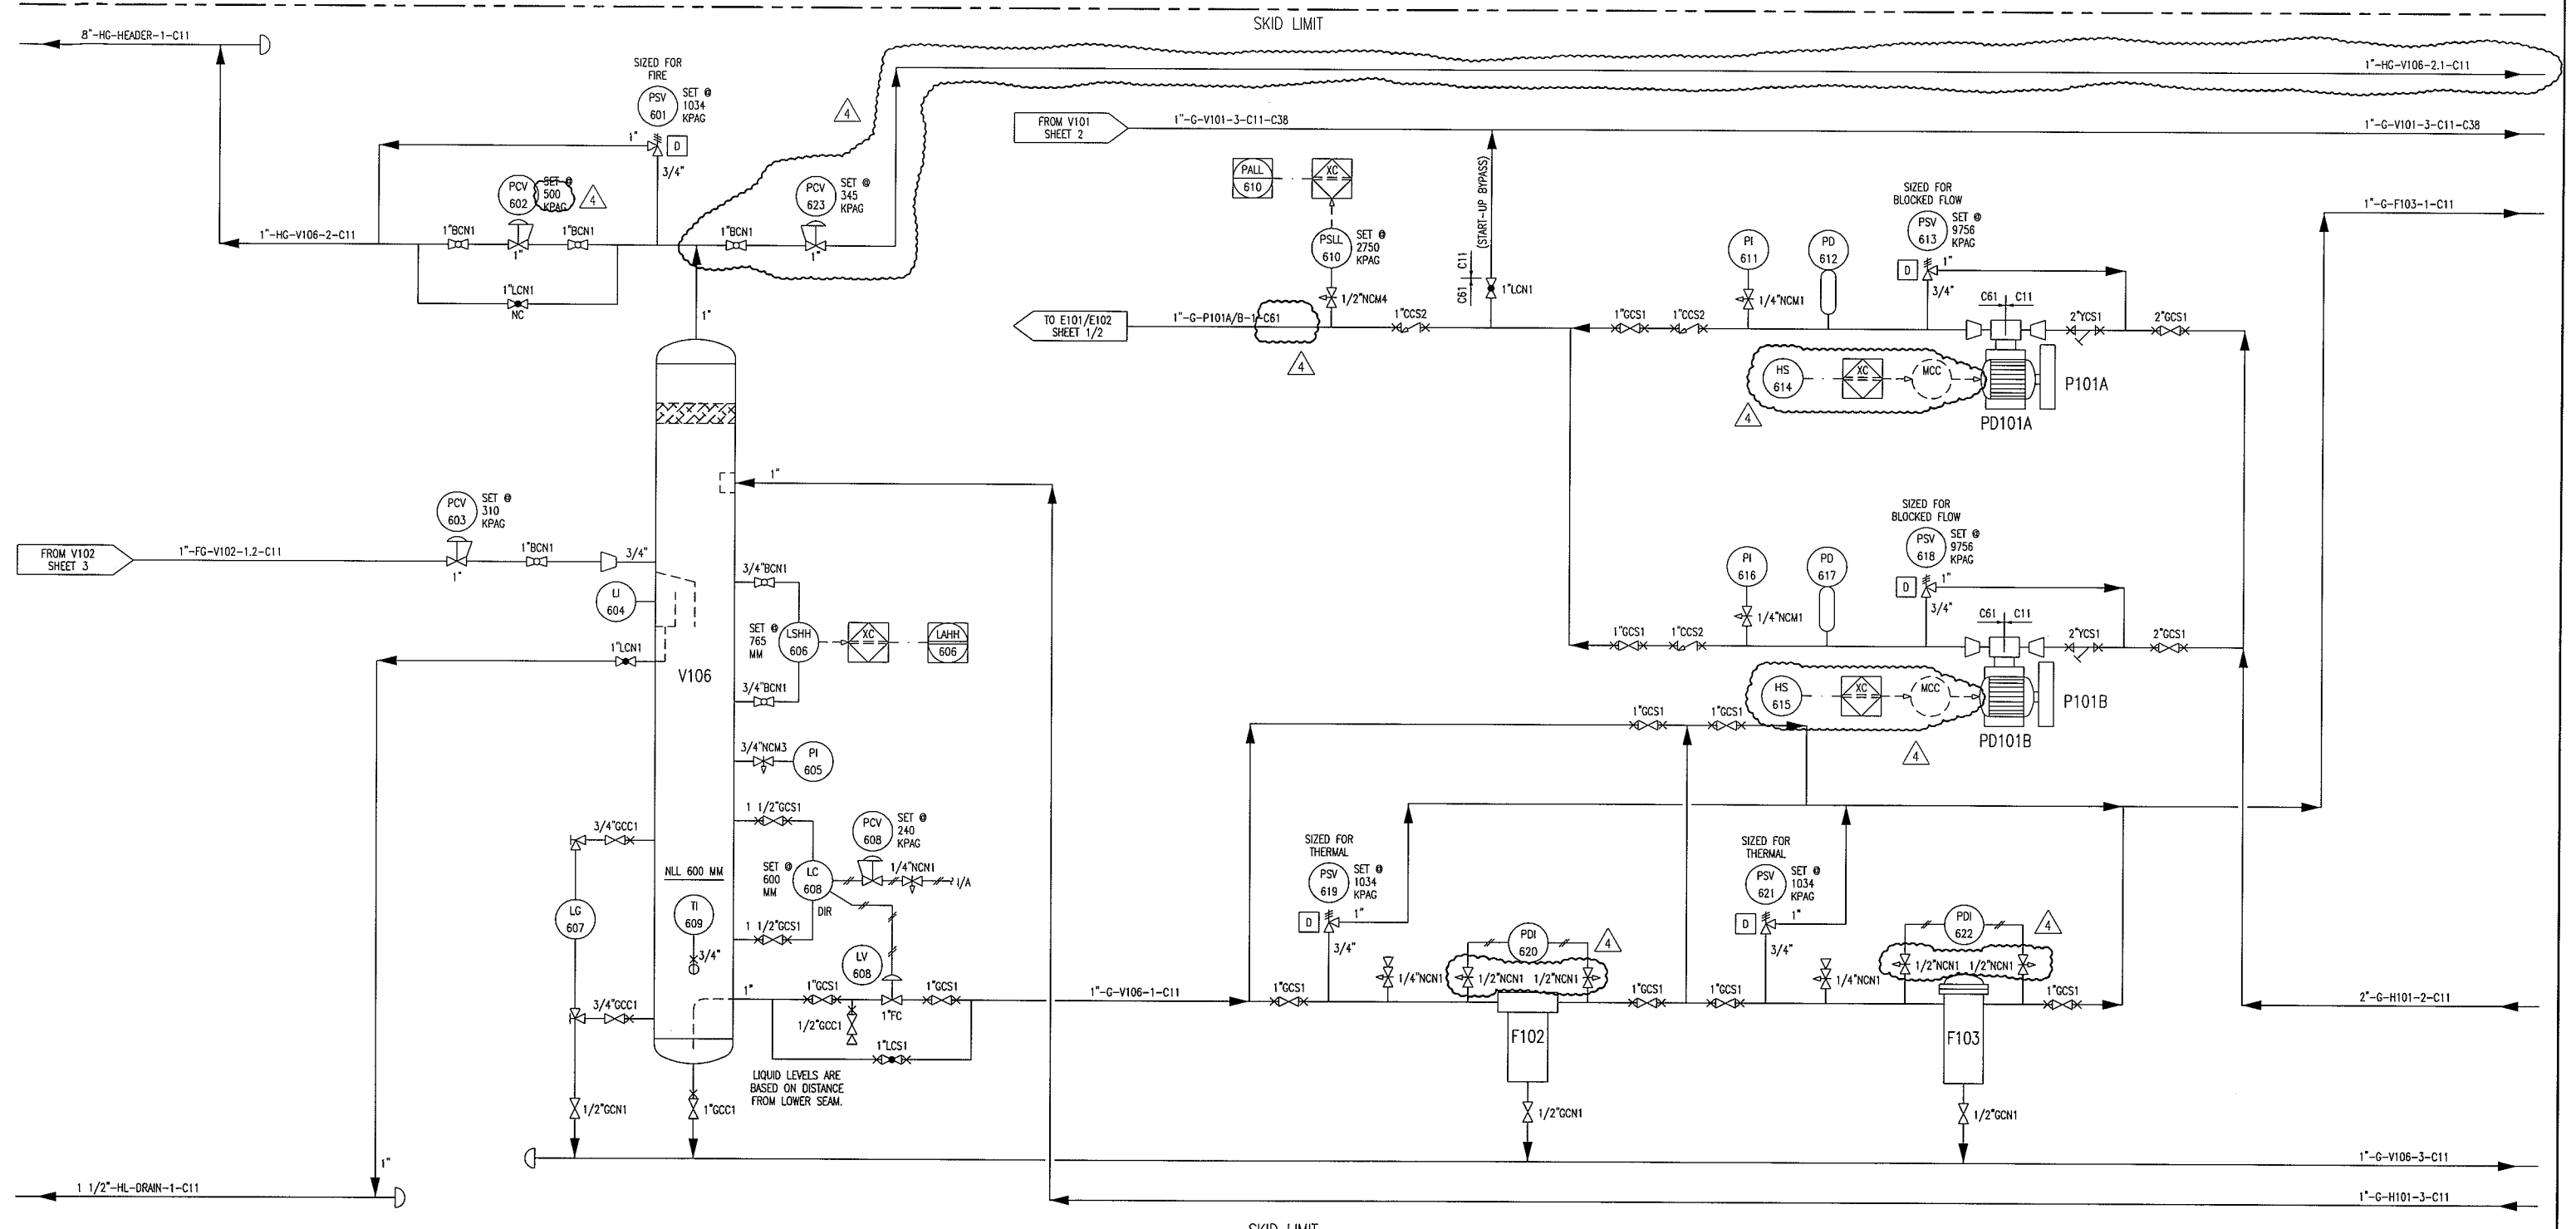 SKID LIMIT
8"-HG-HEADER-1-C11
SIZED FOR
FIRE
PSV
601
SET @
1034
KPAG
1"
D
3/4"
4
1"-HG-V106-2.1-C11
FROM V101
SHEET 2
1"-G-V101-3-C11-C38
1"-G-V101-3-C11-C38
PCV
602
SET @
500
KPAG
4
PCV
623
SET @
345
KPAG
1"-HG-V106-2-C11
1"BCN1
1"
1"BCN1
1"BCN1
1"
1"LCN1
NC
1"
PALL
610
XC
PSLL
610
SET @
2750
KPAG
1/2"NCM4
(START-UP BYPASS)
C61
C11
1"LCN1
TO E101/E102
SHEET 1/2
1"-G-P101A/B-1-C61
4
1"CCS2
1"GCS1
1"CCS2
PI
611
1/4"NCM1
PD
612
SIZED FOR
BLOCKED FLOW
PSV
613
SET @
9756
KPAG
D
1"
3/4"
C61
C11
2"YCS1
2"GCS1
1"-G-F103-1-C11
HS
614
XC
MCC
4
P101A
PD101A
1"
PCV
603
SET @
310
KPAG
FROM V102
SHEET 3
1"-FG-V102-1.2-C11
1"
1"BCN1
3/4"
LI
604
1"LCN1
V106
3/4"BCN1
SET @
765
MM
LSHH
606
XC
LAHH
606
3/4"BCN1
3/4"NCM3
PI
605
SIZED FOR
BLOCKED FLOW
PSV
618
SET @
9756
KPAG
D
1"
3/4"
PI
616
1/4"NCM1
PD
617
1"GCS1
1"CCS2
C61
C11
2"YCS1
2"GCS1
HS
615
XC
MCC
4
P101B
PD101B
1"GCS1
1"GCS1
1 1/2"GCS1
PCV
608
SET @
240
KPAG
3/4"GCC1
NLL 600 MM
SET @
600
MM
LC
608
DIR
1/4"NCN1
I/A
LG
607
TI
609
3/4"
1 1/2"GCS1
LV
608
3/4"GCC1
1"
1"GCS1
1"GCS1
1/2"GCC1
1"FC
1"LCS1
1"-G-V106-1-C11
LIQUID LEVELS ARE
BASED ON DISTANCE
FROM LOWER SEAM.
1/2"GCN1
1"GCC1
SIZED FOR
THERMAL
PSV
619
SET @
1034
KPAG
D
1"
3/4"
1"GCS1
1/4"NCN1
PDI
620
4
1/2"NCN1
1/2"NCN1
F102
1/2"GCN1
1"GCS1
1"GCS1
SIZED FOR
THERMAL
PSV
621
SET @
1034
KPAG
D
1"
3/4"
1/4"NCN1
PDI
622
4
1/2"NCN1
1/2"NCN1
1"GCS1
F103
1/2"GCN1
2"-G-H101-2-C11
1"-G-V106-3-C11
1"
1 1/2"-HL-DRAIN-1-C11
1"-G-H101-3-C11
SKID LIMIT